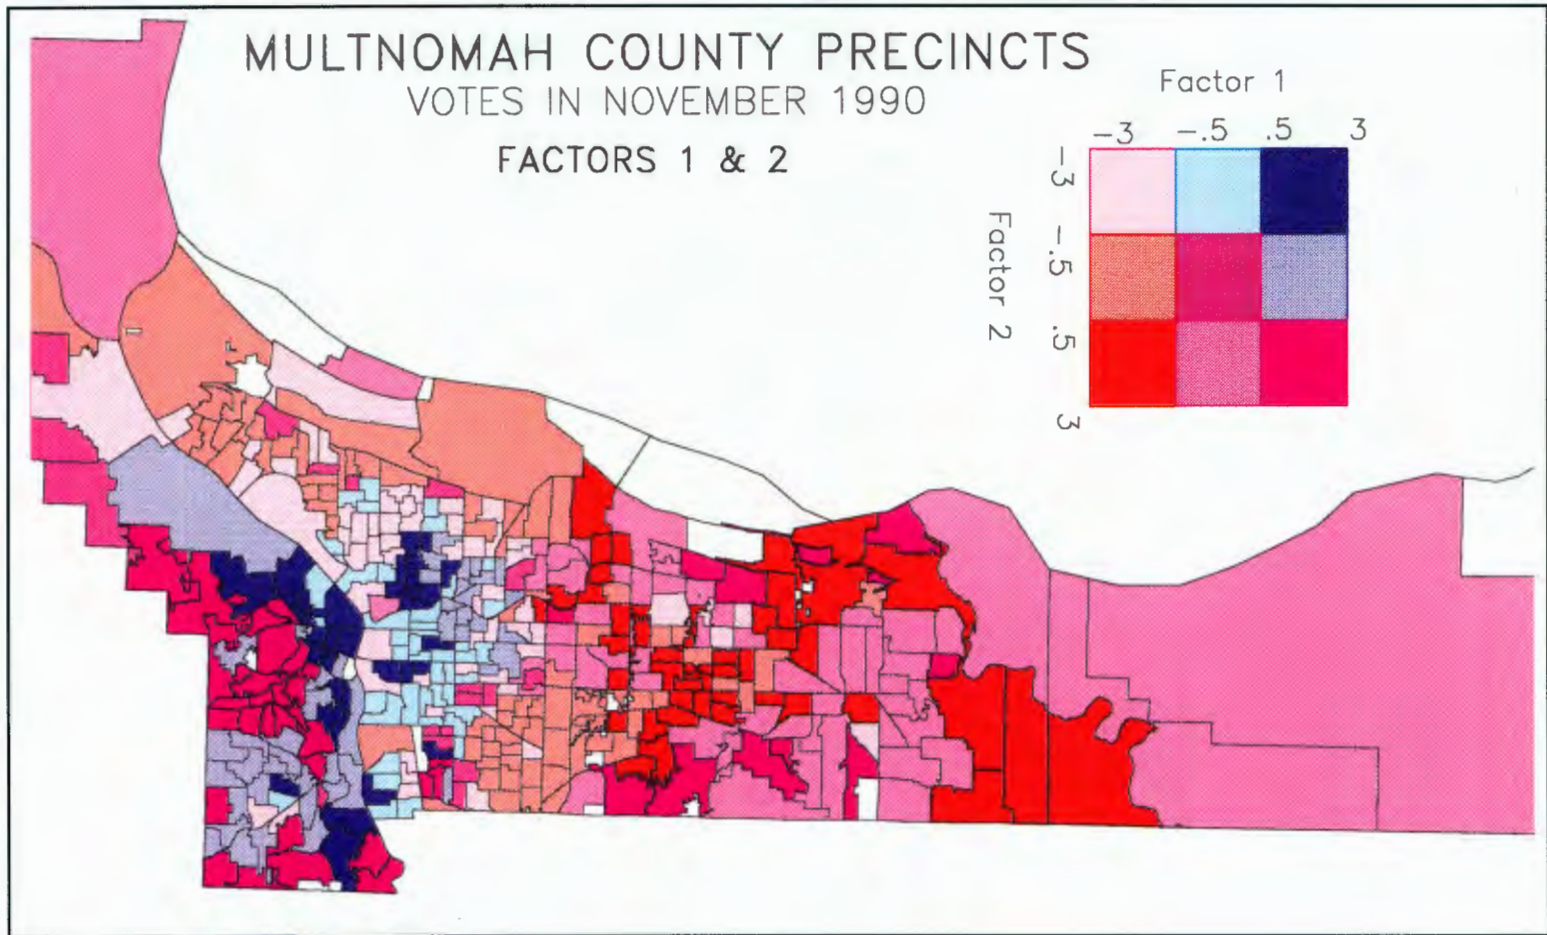 MULTNOMAH COUNTY PRECINCTS
VOTES IN NOVEMBER 1990
FACTORS 1 & 2
Factor 1
-3 -.5 .5 3
Factor 2
-3
-.5
.5
3